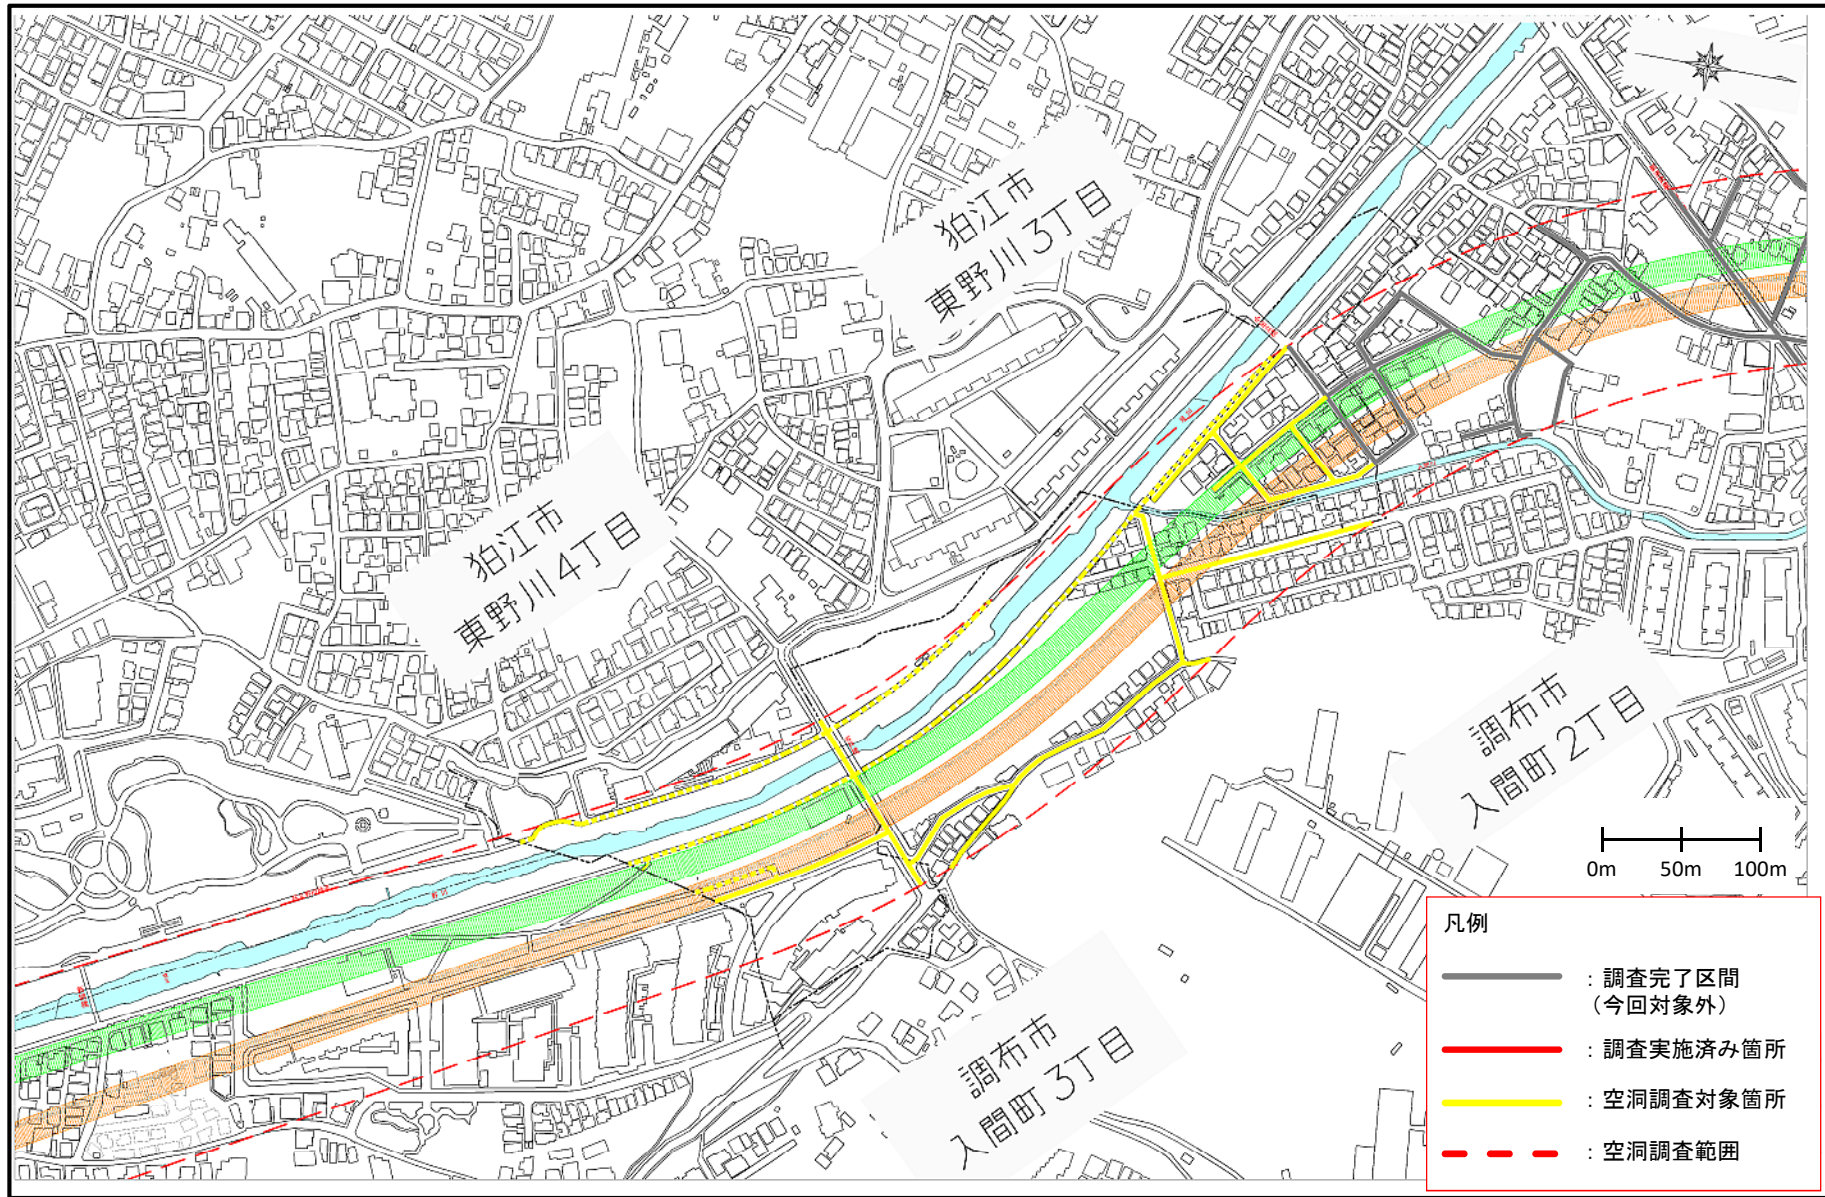 狛江市
東野川3丁目
狛江市
東野川4丁目
調布市
入間町2丁目
調布市
入間町3丁目
0m 50m 100m
凡例
：調査完了区間
（今回対象外）
：調査実施済み箇所
：空洞調査対象箇所
：空洞調査範囲